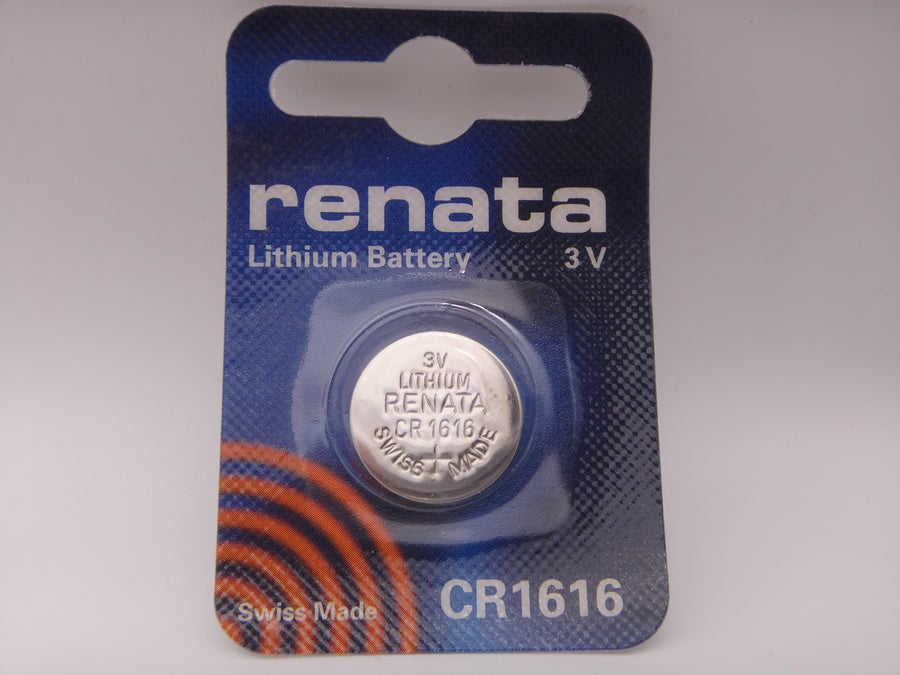 renata
Lithium Battery 3 V
3V
LITHIUM
RENATA
CR 1616
SWISS + MADE
Swiss Made
CR1616